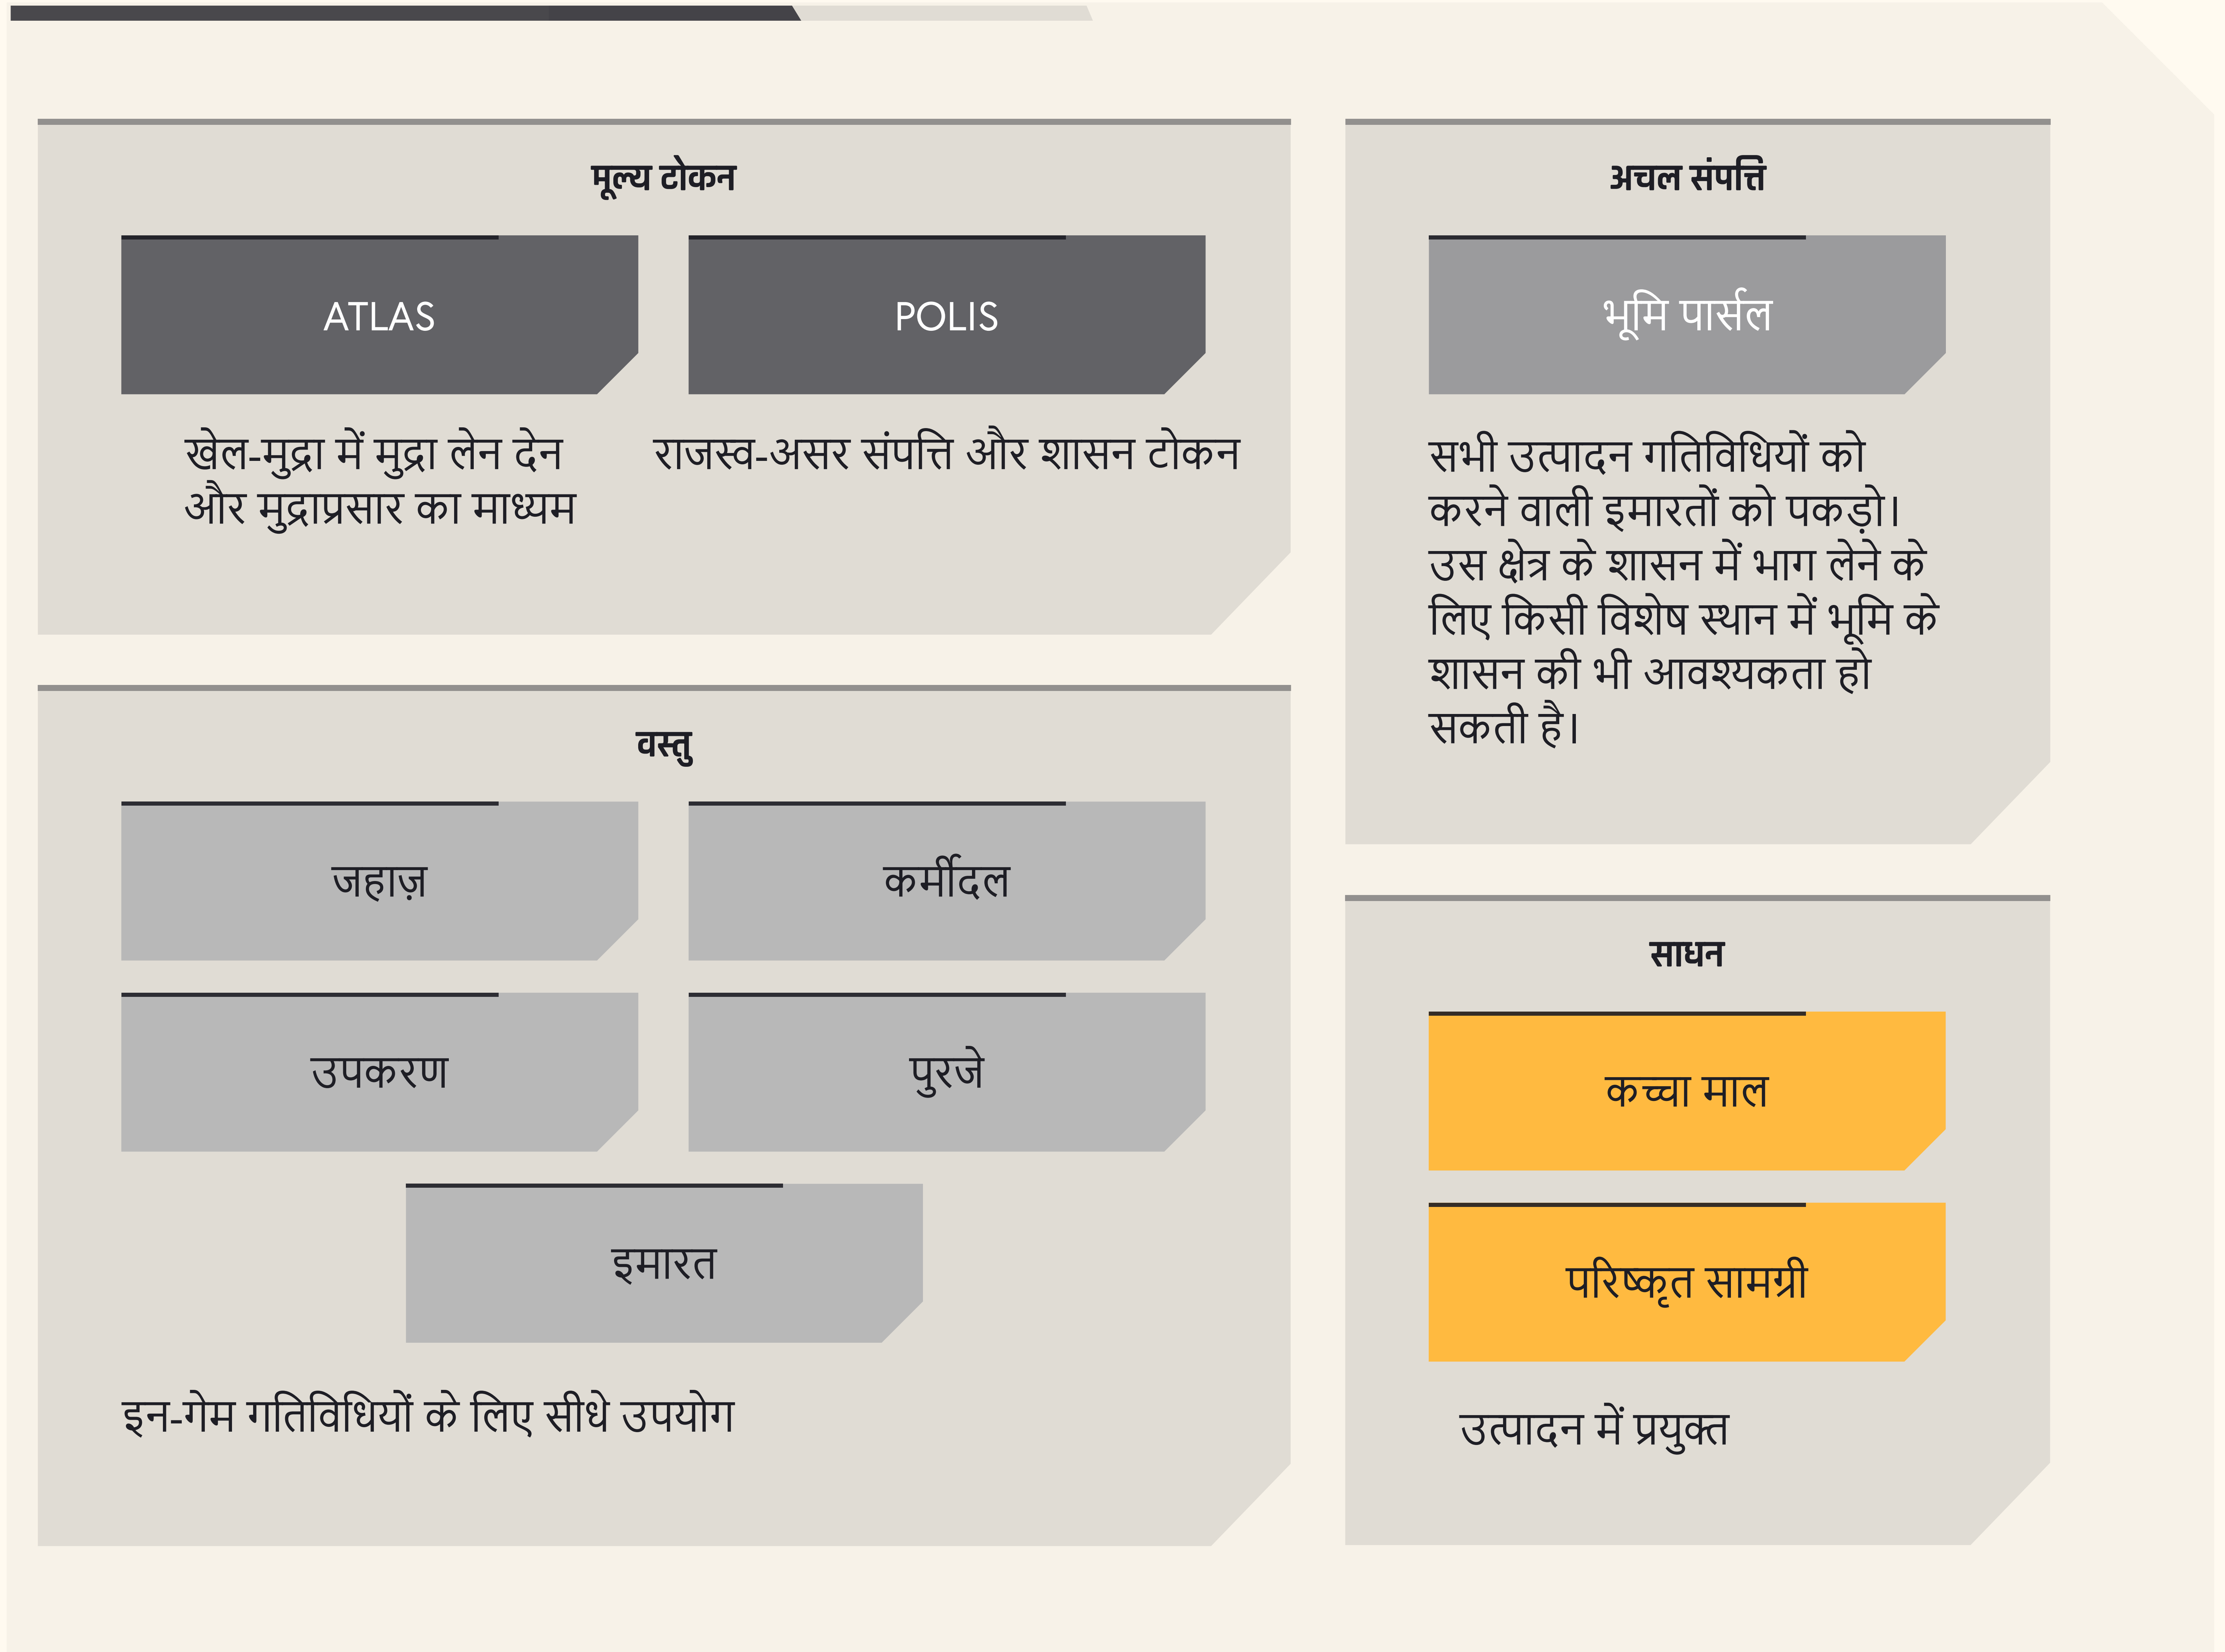 मूल्य टोकन
ATLAS
POLIS
खेल-मुद्रा में मुद्रा लेन देन
और मुद्राप्रसार का माध्यम
राजस्व-असर संपत्ति और शासन टोकन
अचल संपत्ति
भूमि पार्सल
सभी उत्पादन गतिविधियों को
करने वाली इमारतों को पकड़ो।
उस क्षेत्र के शासन में भाग लेने के
लिए किसी विशेष स्थान में भूमि के
शासन की भी आवश्यकता हो
सकती है।
वस्तु
जहाज़
कर्मीदल
उपकरण
पुरजे
इमारत
इन-गेम गतिविधियों के लिए सीधे उपयोग
साधन
कच्चा माल
परिष्कृत सामग्री
उत्पादन में प्रयुक्त